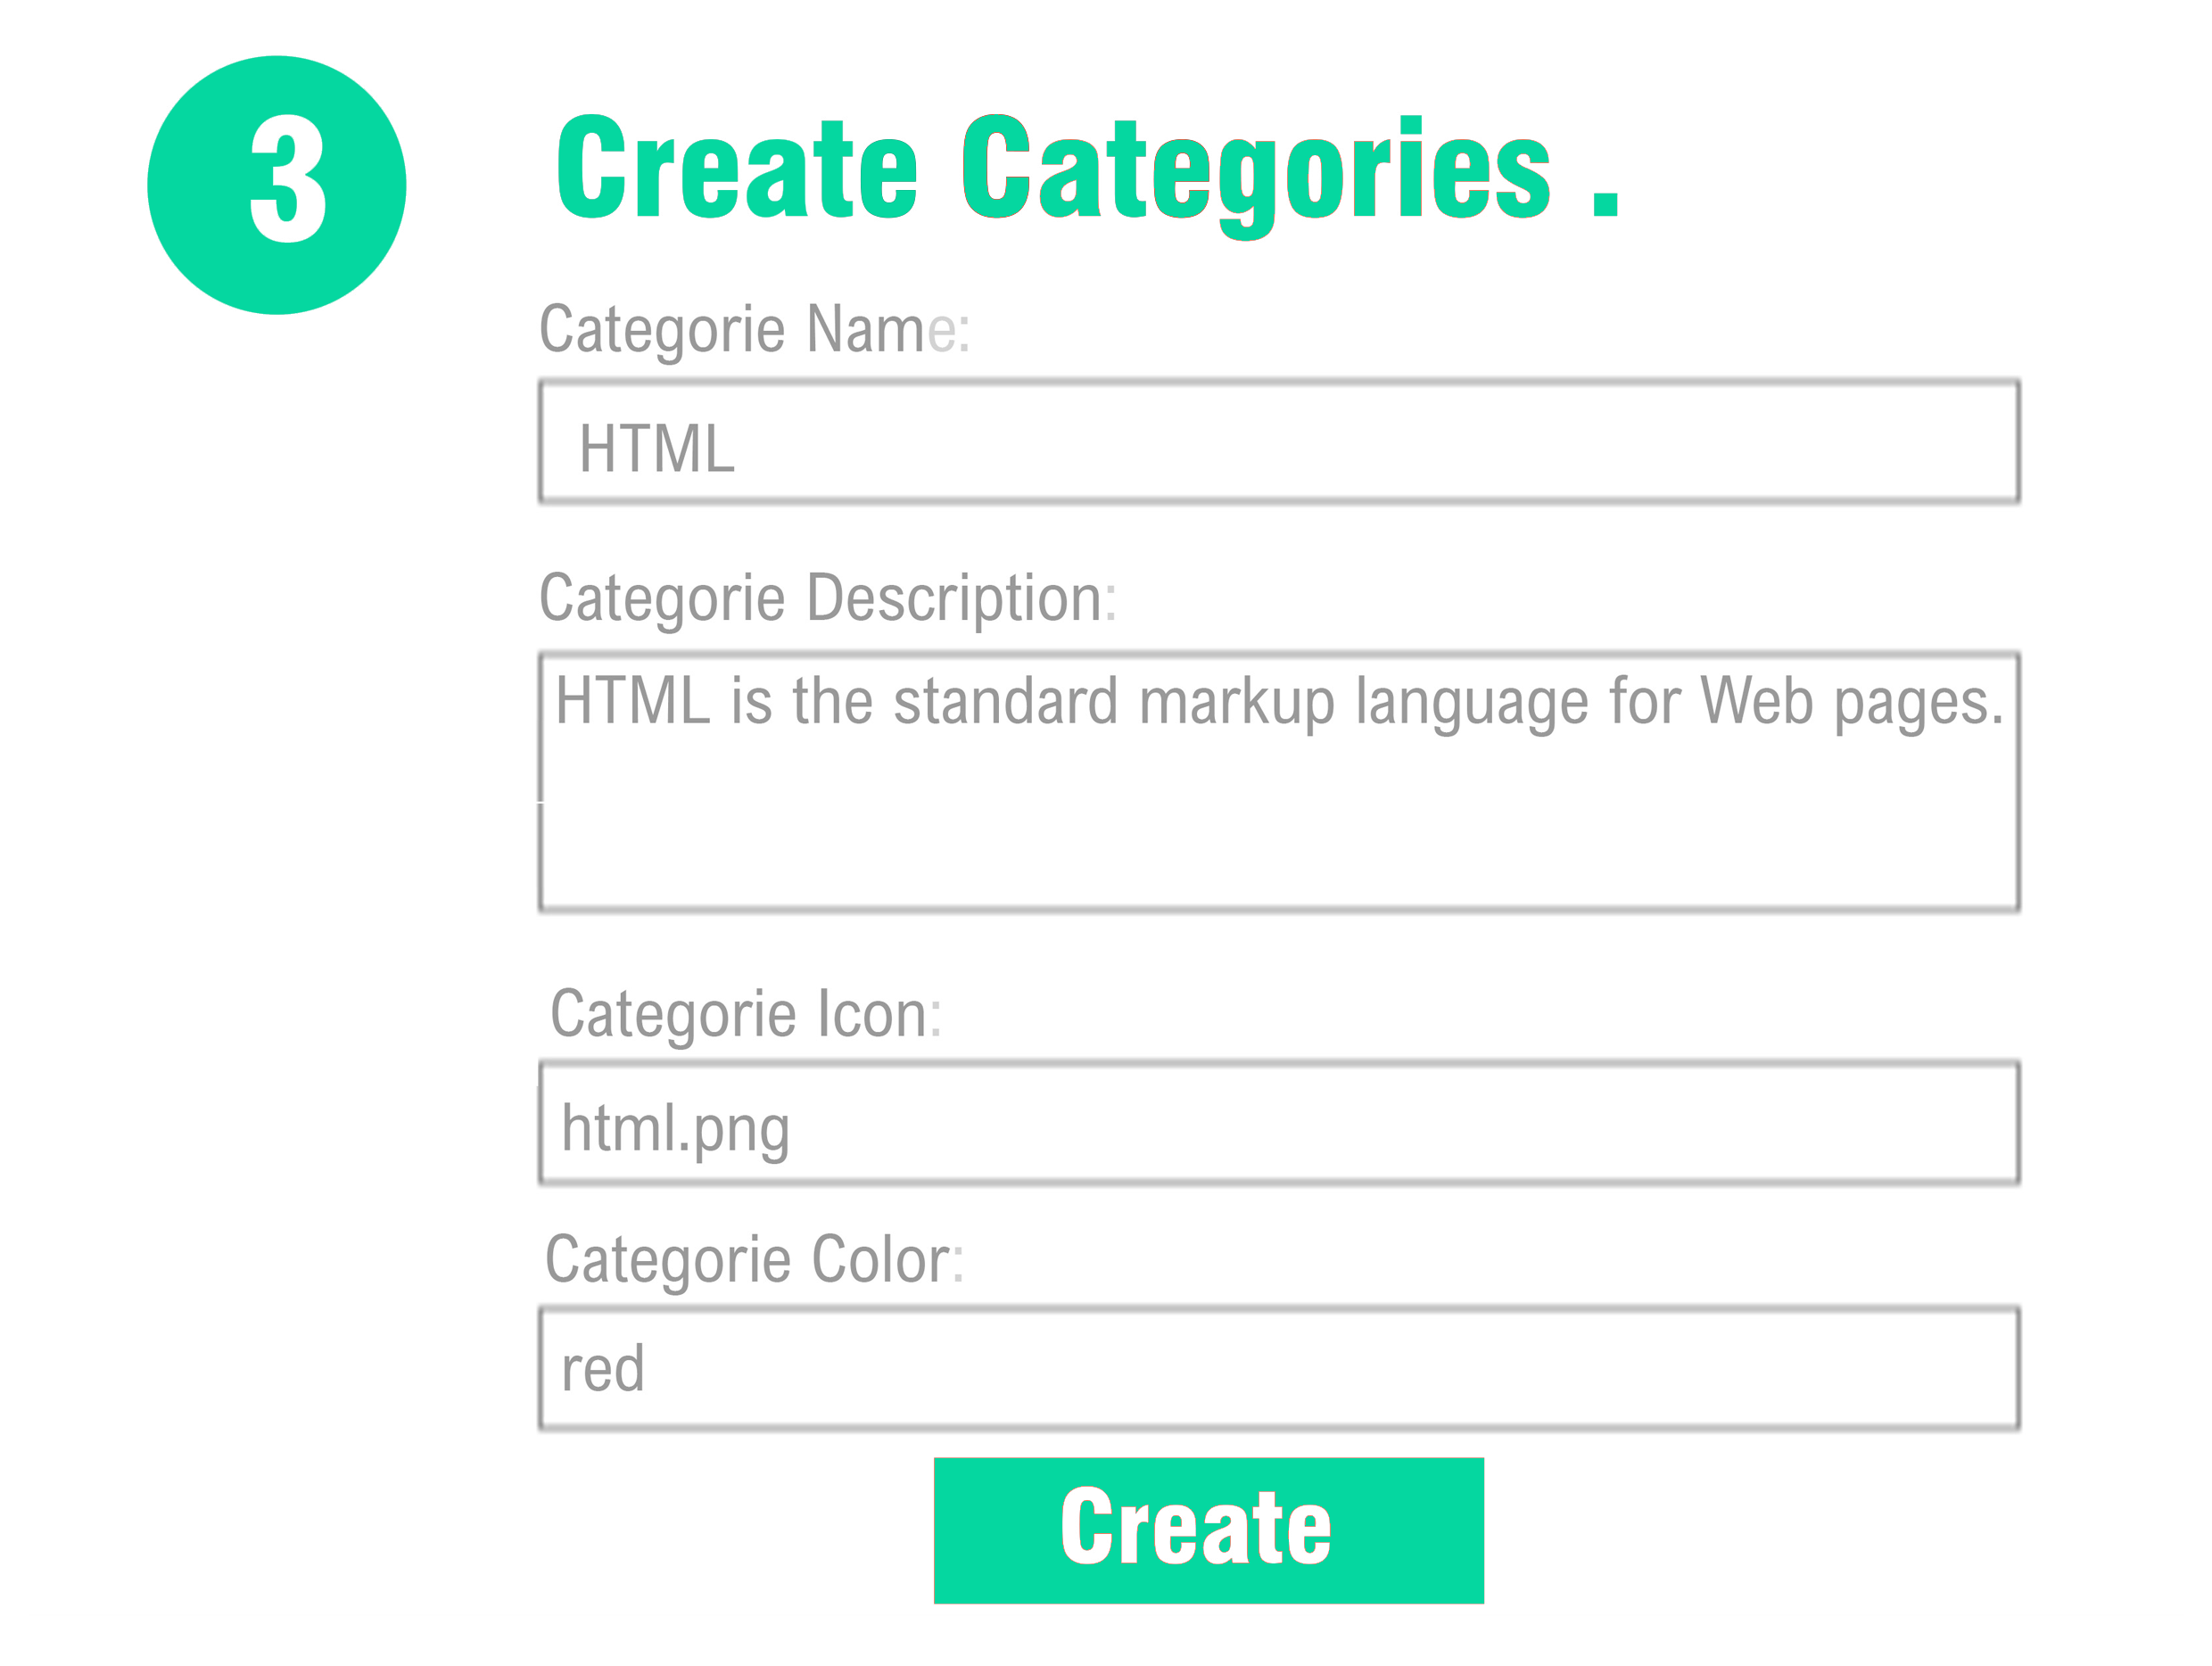 3
Create Categories .
Categorie Name:
HTML
Categorie Description:
HTML is the standard markup language for Web pages.
Categorie Icon:
html.png
Categorie Color:
red
Create